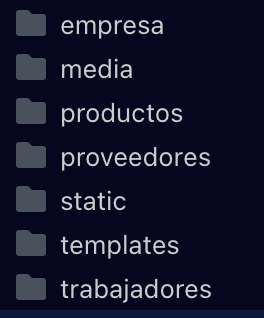 empresa
media
productos
proveedores
static
templates
trabajadores